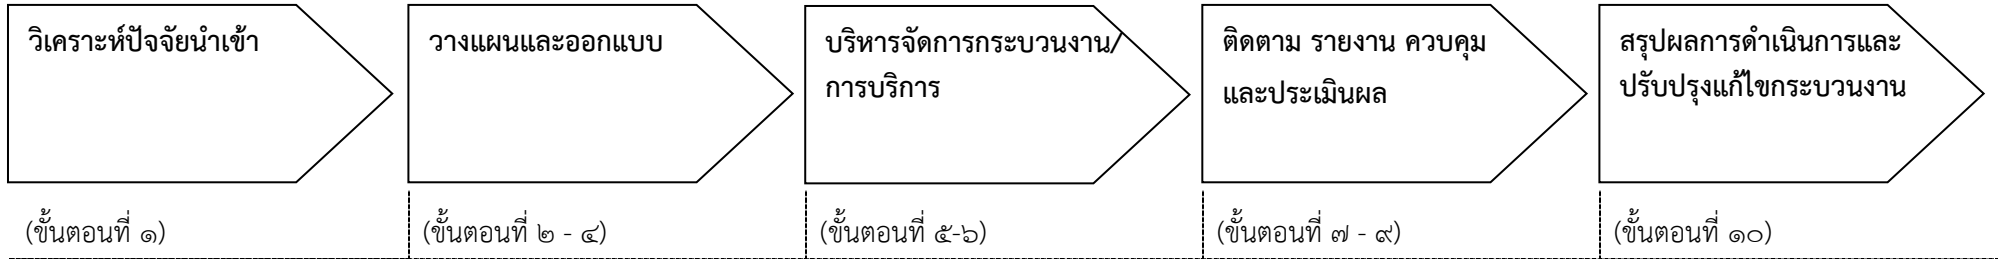 วิเคราะห์ปัจจัยนำเข้า
(ขั้นตอนที่ ๑)
วางแผนและออกแบบ
(ขั้นตอนที่ ๒ - ๔)
บริหารจัดการกระบวนงาน/
การบริการ
(ขั้นตอนที่ ๕-๖)
ติดตาม รายงาน ควบคุม
และประเมินผล
(ขั้นตอนที่ ๗ - ๙)
สรุปผลการดำเนินการและ
ปรับปรุงแก้ไขกระบวนงาน
(ขั้นตอนที่ ๑๐)